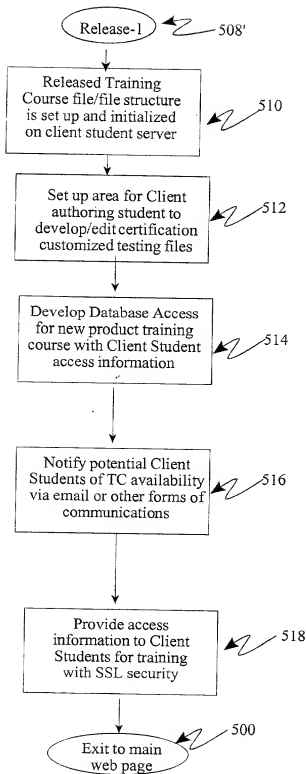 Release-1
508'
Released Training
Course file/file structure
is set up and initialized
on client student server
510
Set up area for Client
authoring student to
develop/edit certification
customized testing files
512
Develop Database Access
for new product training
course with Client Student
access information
514
Notify potential Client
Students of TC availability
via email or other forms of
communications
516
Provide access
information to Client
Students for training
with SSL security
518
500
Exit to main
web page